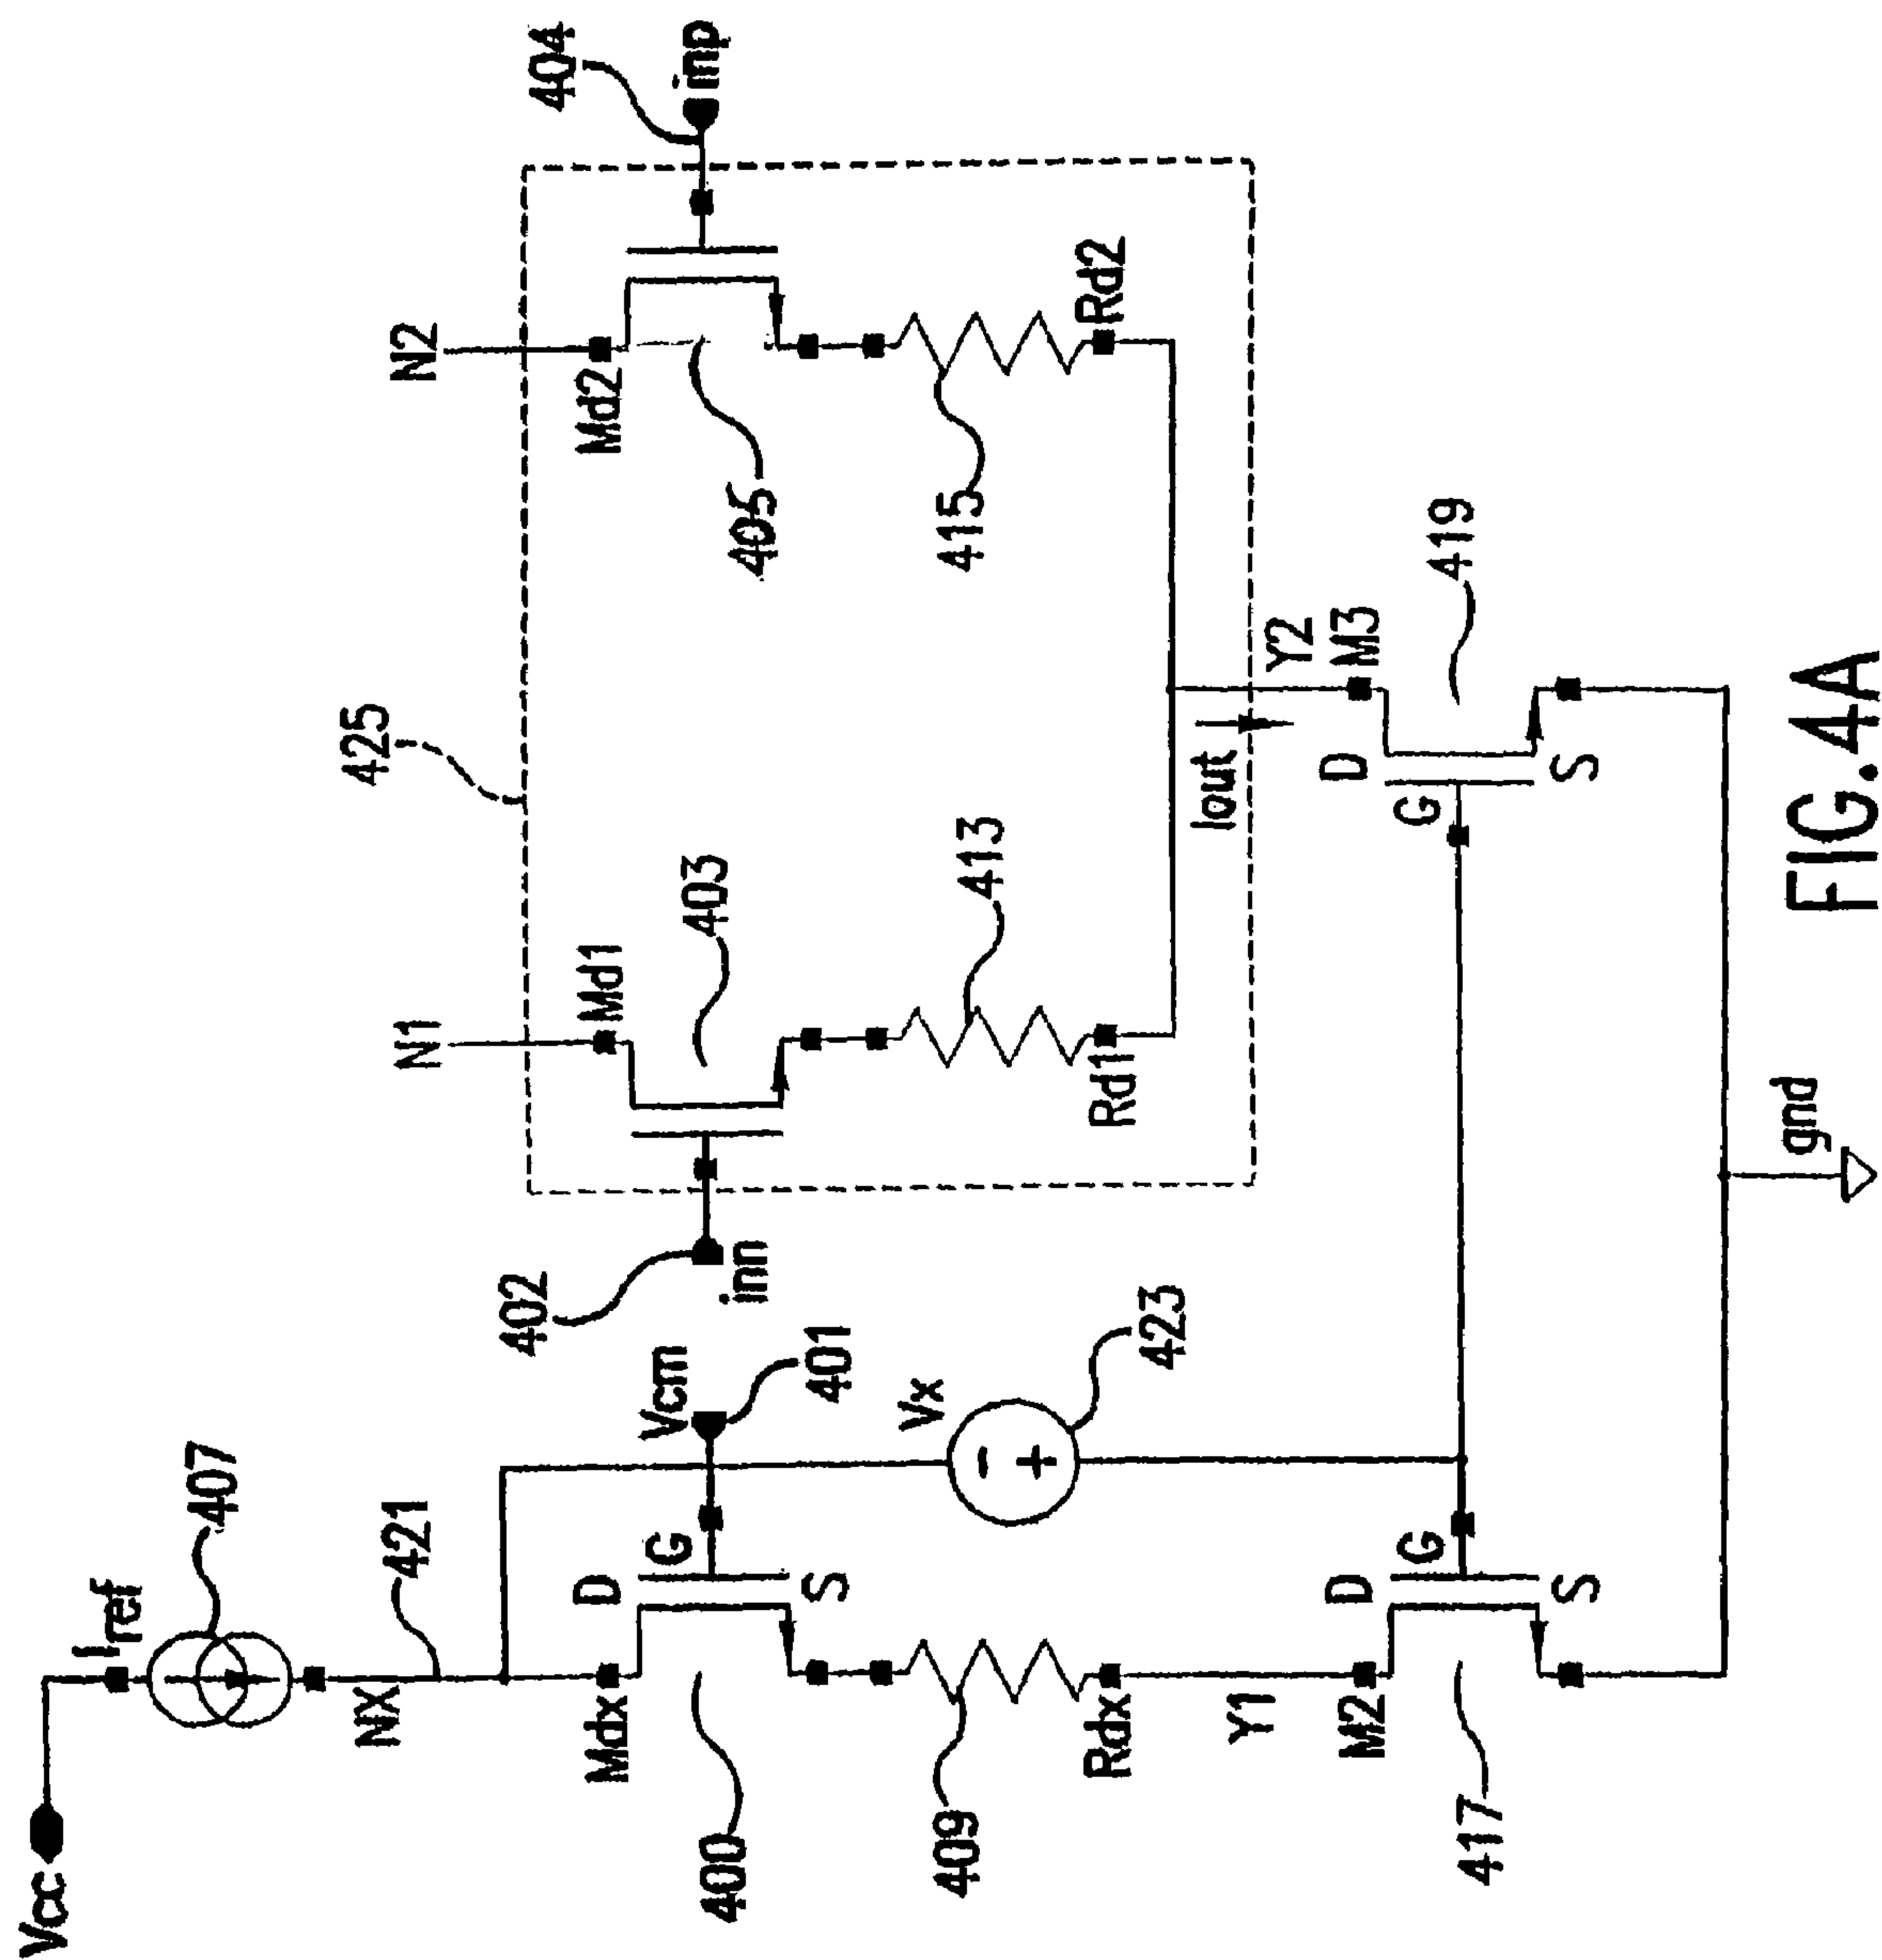 Vcc
Iref
407
NX
421
Mdx
D
G
S
400
Vcm
401
409
Rdx
Vx
-
+
423
Y1
M2
D
G
S
417
402
inn
N1
Md1
403
413
Rd1
425
N2
Md2
405
404
inp
415
Rd2
Iout
Y2
M3
D
G
S
419
gnd
FIG.4A